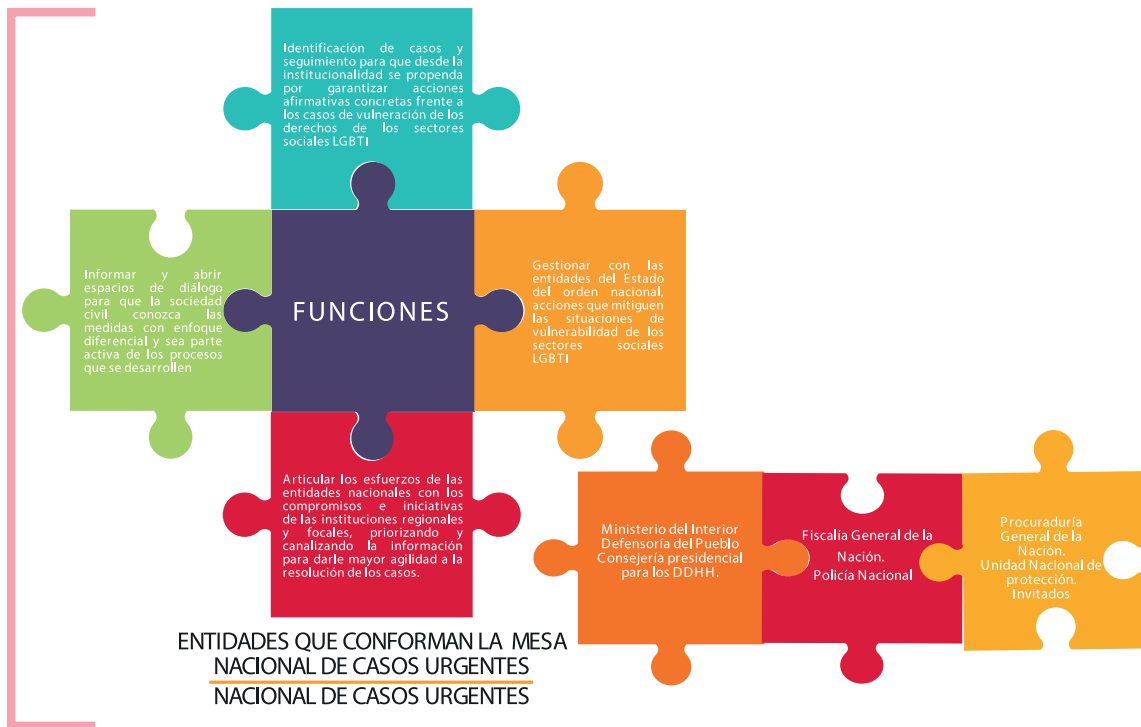 Identificación de casos y
seguimiento para que desde la
institucionalidad se propenda
por garantizar acciones
afirmativas concretas frente a
los casos de vulneración de los
derechos de los sectores
sociales LGBTI
Informar y abrir
espacios de diálogo
para que la sociedad
civil conozca las
medidas con enfoque
diferencial y sea parte
activa de los procesos
que se desarrollen
FUNCIONES
Gestionar con las
entidades del Estado
del orden nacional,
acciones que mitiguen
las situaciones de
vulnerabilidad de los
sectores sociales
LGBTI
Articular los esfuerzos de las
entidades nacionales con los
compromisos e iniciativas
de las instituciones regionales
y focales, priorizando y
canalizando la información
para darle mayor agilidad a la
resolución de los casos.
Ministerio del Interior
Defensoría del Pueblo
Consejería presidencial
para los DDHH.
Fiscalía General de la
Nación.
Policía Nacional
Procuraduría
General de la
Nación.
Unidad Nacional de
protección.
Invitados
ENTIDADES QUE CONFORMAN LA MESA
NACIONAL DE CASOS URGENTES
NACIONAL DE CASOS URGENTES